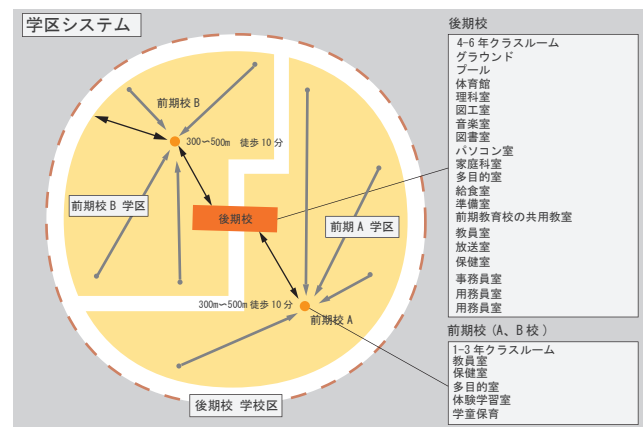 学区システム
後期校
4-6 年クラスルーム
グラウンド
プール
体育館
理科室
図工室
音楽室
図書室
パソコン室
家庭科室
多目的室
給食室
準備室
前期教育校の共用教室
教員室
放送室
保健室
事務員室
用務員室
用務員室
前期校 B
300〜500m 徒歩 10 分
前期校 B 学区
後期校
前期 A 学区
300m〜500m 徒歩 10 分
前期校 A
後期校 学校区
前期校 (A、B 校 )
1-3 年クラスルーム
教員室
保健室
多目的室
体験学習室
学童保育